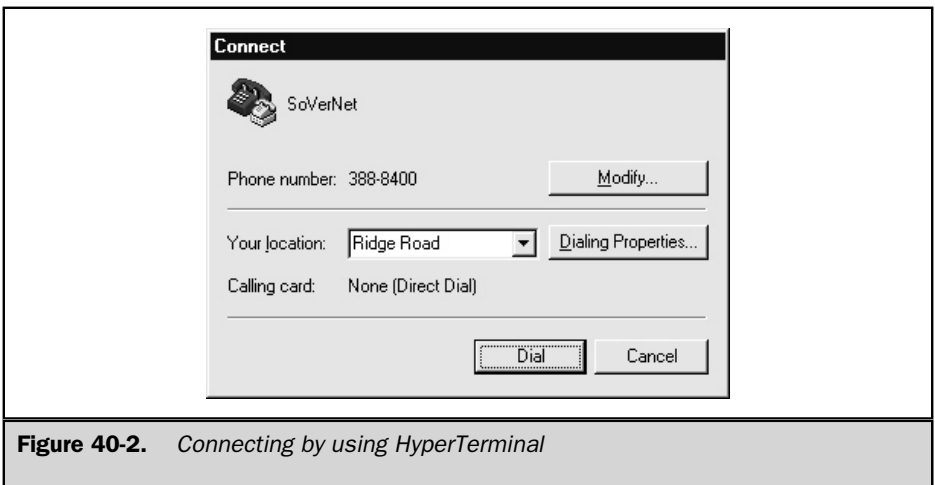 Connect
SoVerNet
Phone number: 388-8400 Modify...
Your location: Ridge Road Dialing Properties...
Calling card: None (Direct Dial)
Dial Cancel
Figure 40-2. Connecting by using HyperTerminal